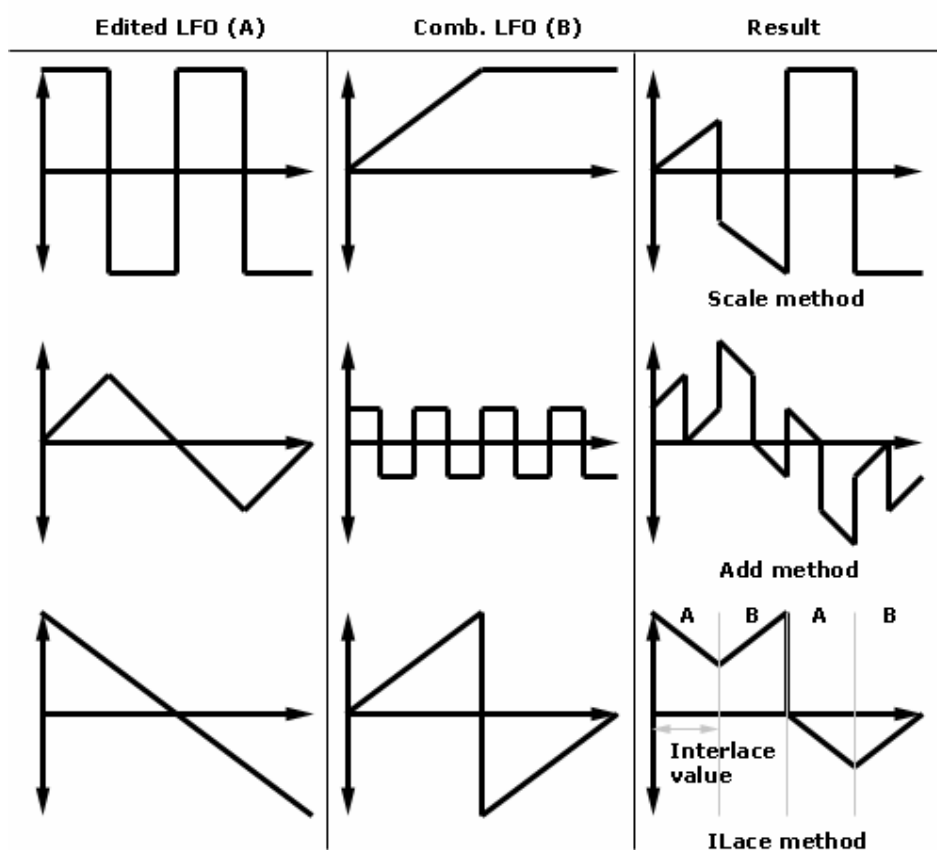 Edited LFO (A)
Comb. LFO (B)
Result
Scale method
Add method
A
B
A
B
Interlace
value
ILace method